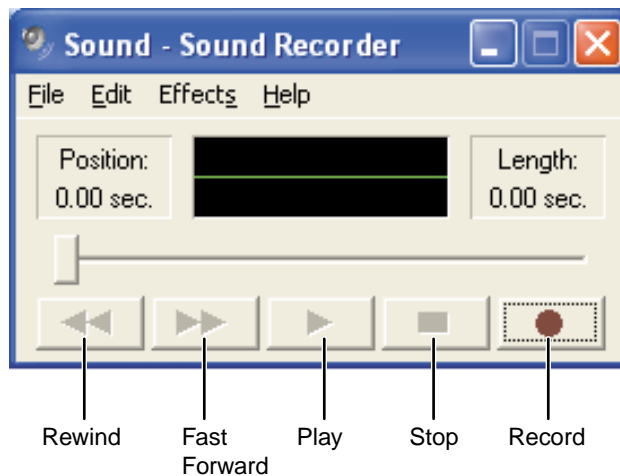 Sound - Sound Recorder
File Edit Effects Help
Position:
0.00 sec.
Length:
0.00 sec.
Rewind
Fast
Forward
Play
Stop
Record